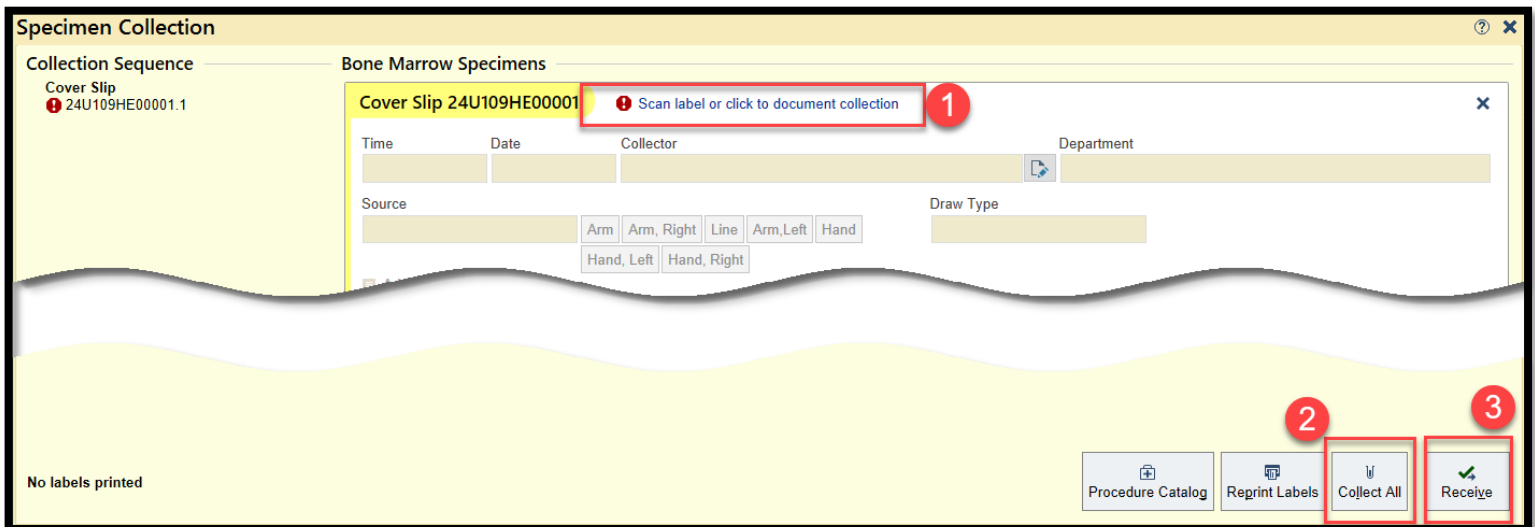 Specimen Collection
Collection Sequence
Cover Slip
24U109HE00001.1
Bone Marrow Specimens
Cover Slip 24U109HE00001 Scan label or click to document collection 1
Time Date Collector Department
Source Draw Type
Arm Arm, Right Line Arm,Left Hand
Hand, Left Hand, Right
2 3
No labels printed
Procedure Catalog Reprint Labels Collect All Receive